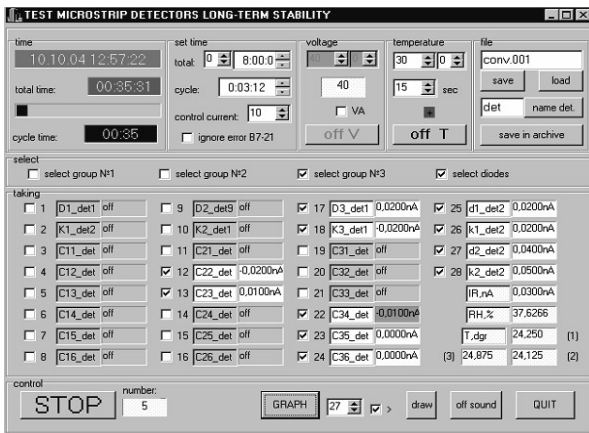 TEST MICROSTRIP DETECTORS LONG-TERM STABILITY
time
set time
voltage
temperature
file
10.10.04 12:57:22
total: 0 8:00:0
40 0
30 0
conv.001
total time: 00:35:31
cycle: 0:03:12
40
15 sec
save load
control current: 10
VA
det name det.
cycle time: 00:35
ignore error B7-21
off V
off T
save in archive
select
select group №1 select group №2 select group №3 select diodes
taking
1 D1_det1 off 9 D2_det9 off 17 D3_det1 0,0200nA 25 d1_det2 0,0200nA
2 K1_det2 off 10 K2_det1 off 18 K3_det1 -0,0200nA 26 k1_det2 0,0200nA
3 C11_det off 11 C21_det off 19 C31_det off 27 d2_det2 0,0400nA
4 C12_det off 12 C22_det -0,0200nA 20 C32_det off 28 k2_det2 0,0500nA
5 C13_det off 13 C23_det 0,0100nA 21 C33_det off IR,nA 0,0300nA
6 C14_det off 14 C24_det off 22 C34_det -0,0100nA RH,% 37,6266
7 C15_det off 15 C25_det off 23 C35_det 0,0000nA T,dgr 24,250 (1)
8 C16_det off 16 C26_det off 24 C36_det 0,0000nA (3) 24,875 24,125 (2)
control
STOP number: 5 GRAPH 27 > draw off sound QUIT